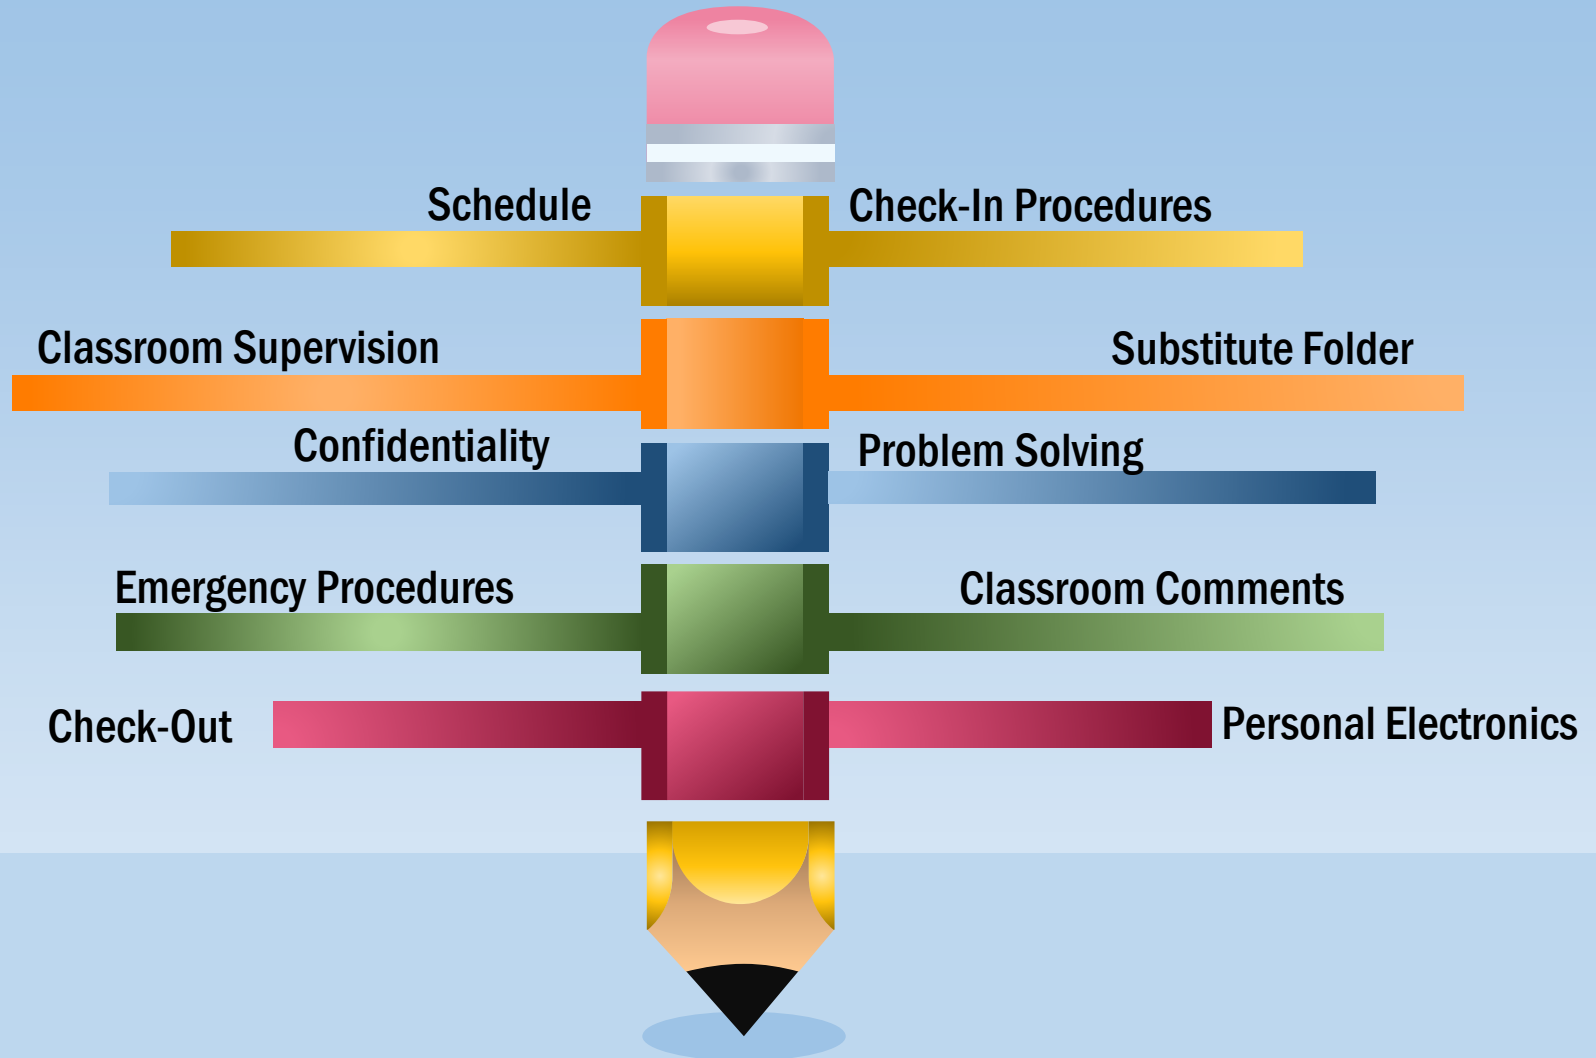 Schedule
Check-In Procedures
Classroom Supervision
Substitute Folder
Confidentiality
Problem Solving
Emergency Procedures
Classroom Comments
Check-Out
Personal Electronics